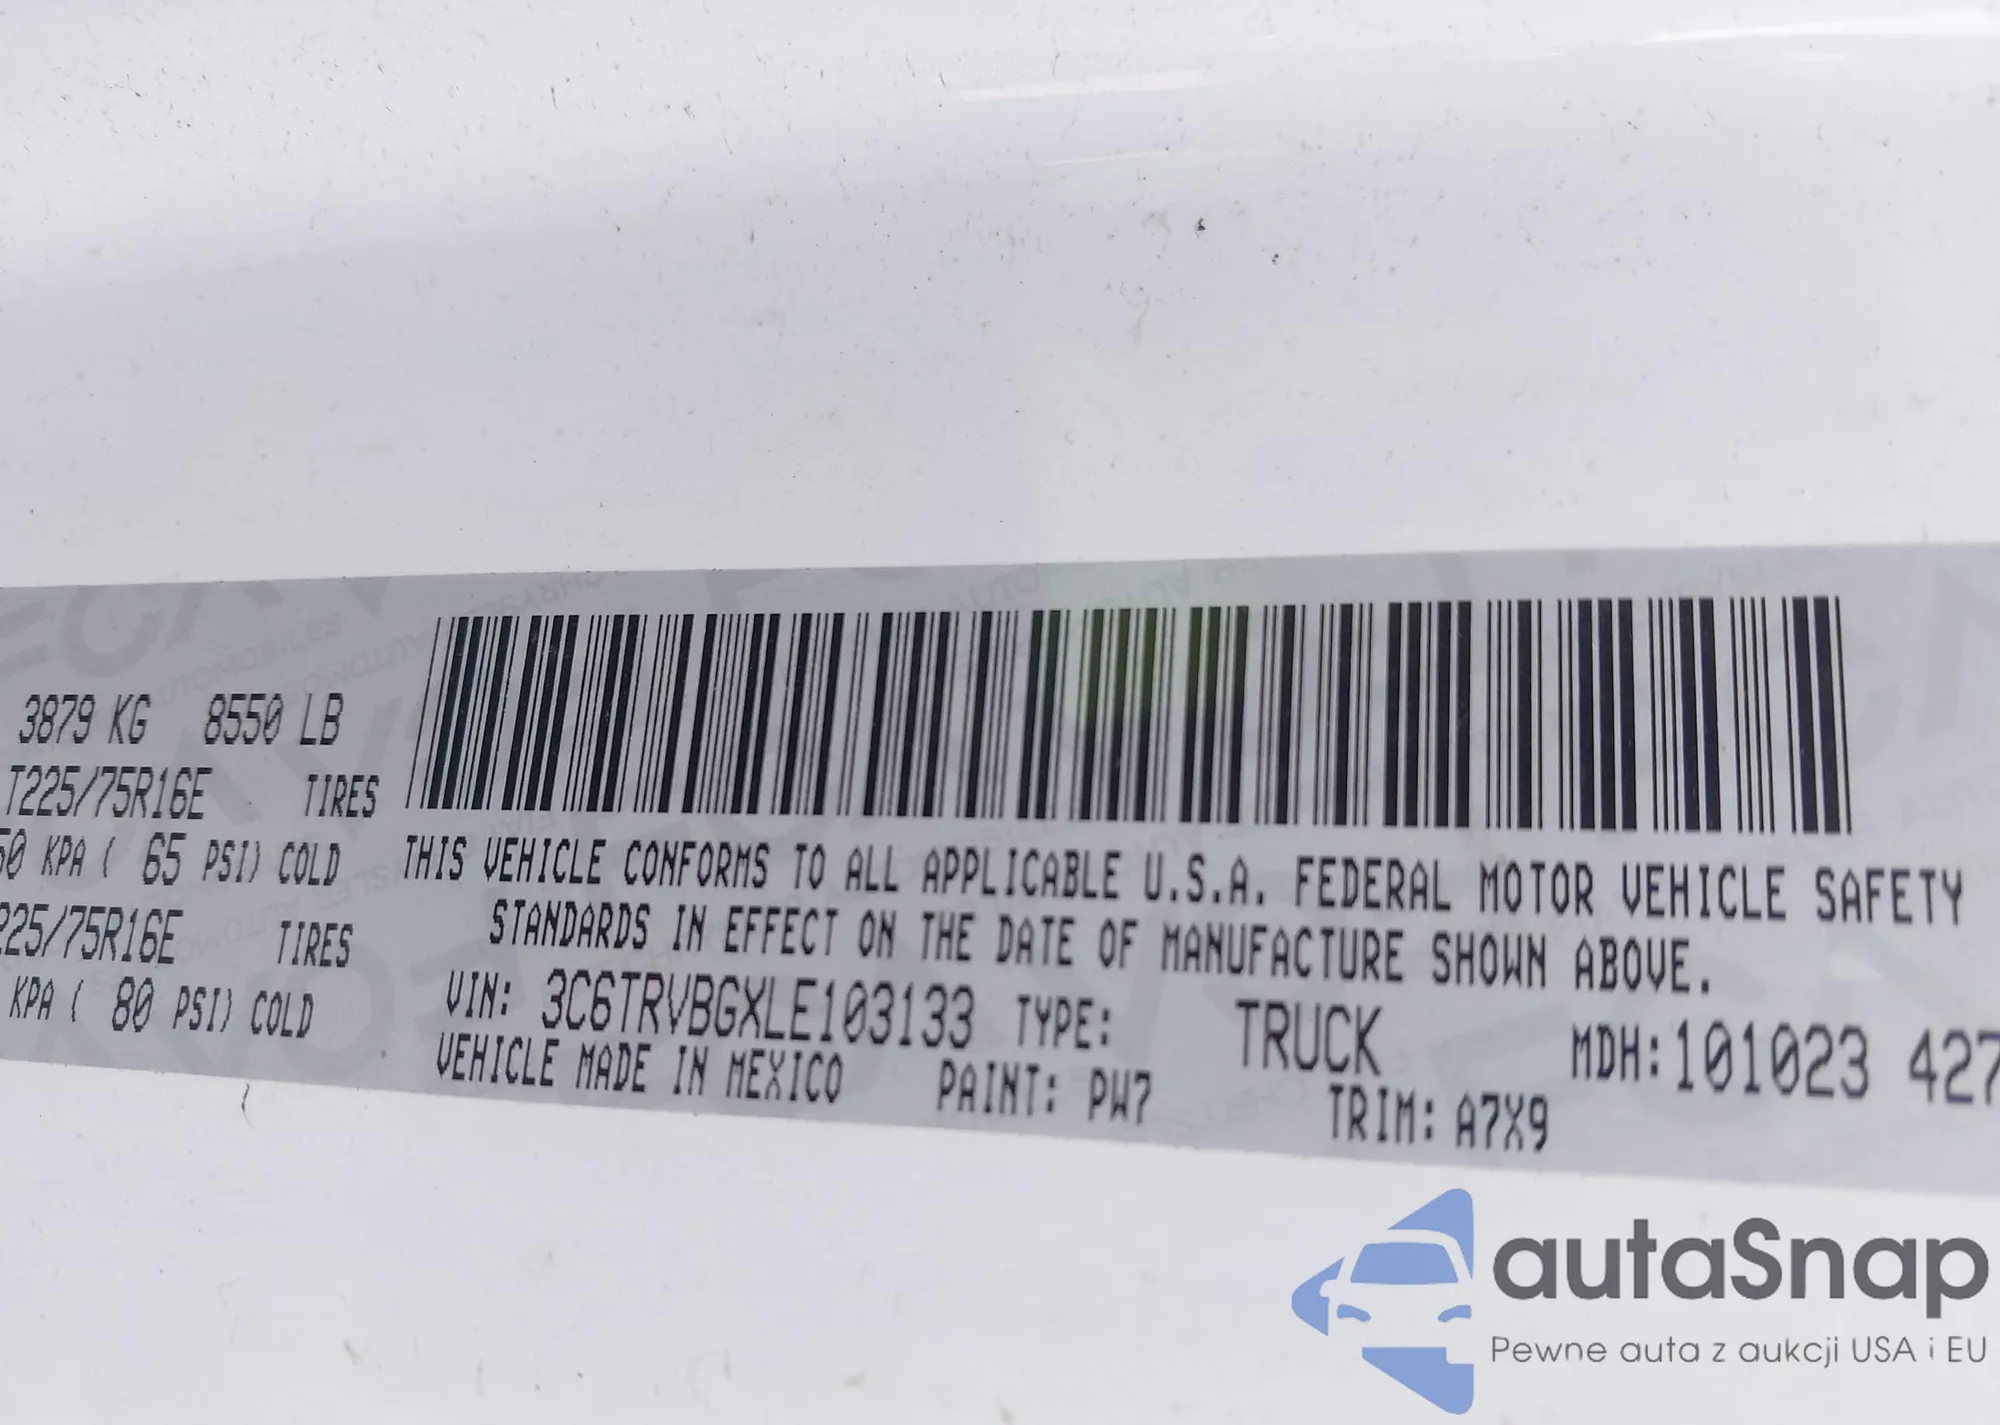 3879 KG 8550 LB
T225/75R16E TIRES
50 KPA ( 65 PSI) COLD
225/75R16E TIRES
KPA ( 80 PSI) COLD
THIS VEHICLE CONFORMS TO ALL APPLICABLE U.S.A. FEDERAL MOTOR VEHICLE SAFETY
STANDARDS IN EFFECT ON THE DATE OF MANUFACTURE SHOWN ABOVE.
VIN: 3C6TRVBGXLE103133 TYPE: TRUCK MDH:101023 427
VEHICLE MADE IN MEXICO PAINT: PW7 TRIM: A7X9
autaSnap
Pewne auta z aukcji USA i EU